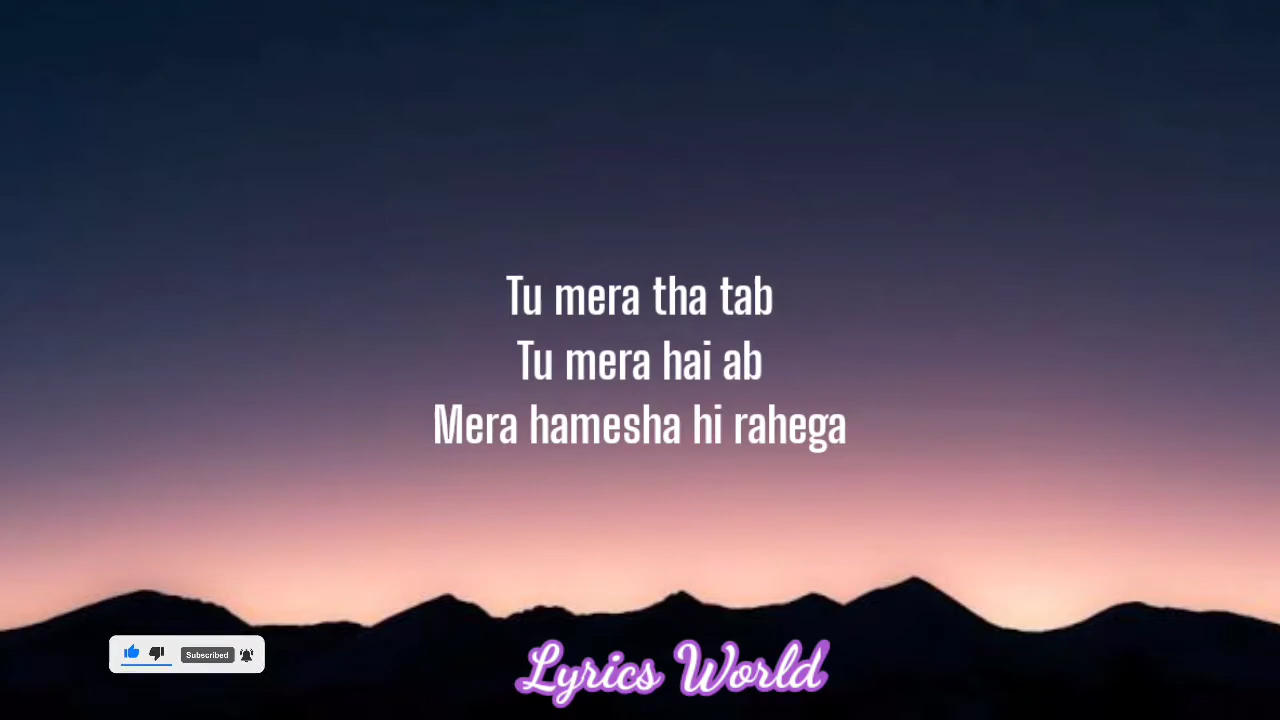 Tu mera tha tab
Tu mera hai ab
Mera hamesha hi rahega
Subscribed
Lyrics World